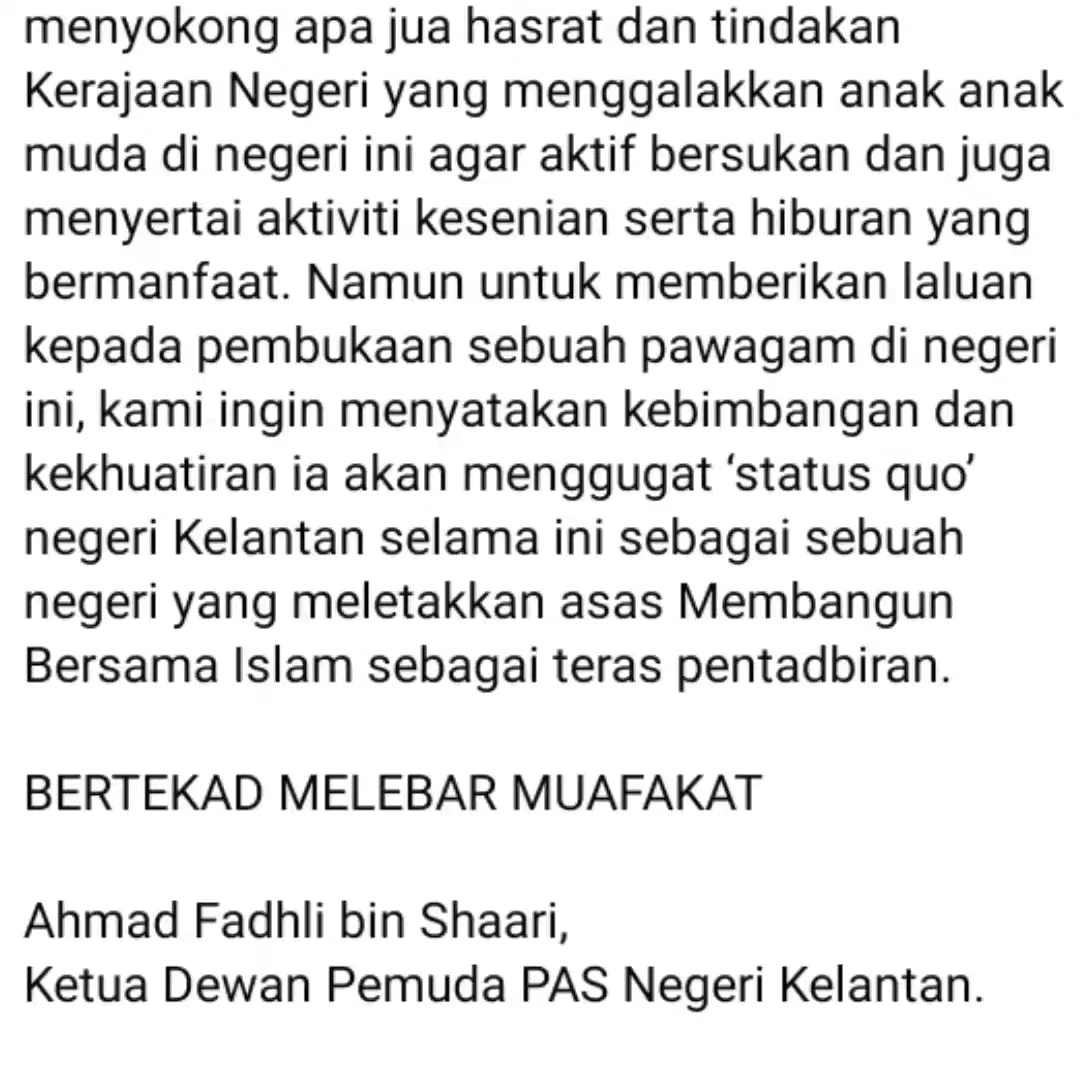 menyokong apa jua hasrat dan tindakan
Kerajaan Negeri yang menggalakkan anak anak
muda di negeri ini agar aktif bersukan dan juga
menyertai aktiviti kesenian serta hiburan yang
bermanfaat. Namun untuk memberikan laluan
kepada pembukaan sebuah pawagam di negeri
ini, kami ingin menyatakan kebimbangan dan
kekhuatiran ia akan menggugat ‘status quo’
negeri Kelantan selama ini sebagai sebuah
negeri yang meletakkan asas Membangun
Bersama Islam sebagai teras pentadbiran.
BERTEKAD MELEBAR MUAFAKAT
Ahmad Fadhli bin Shaari,
Ketua Dewan Pemuda PAS Negeri Kelantan.